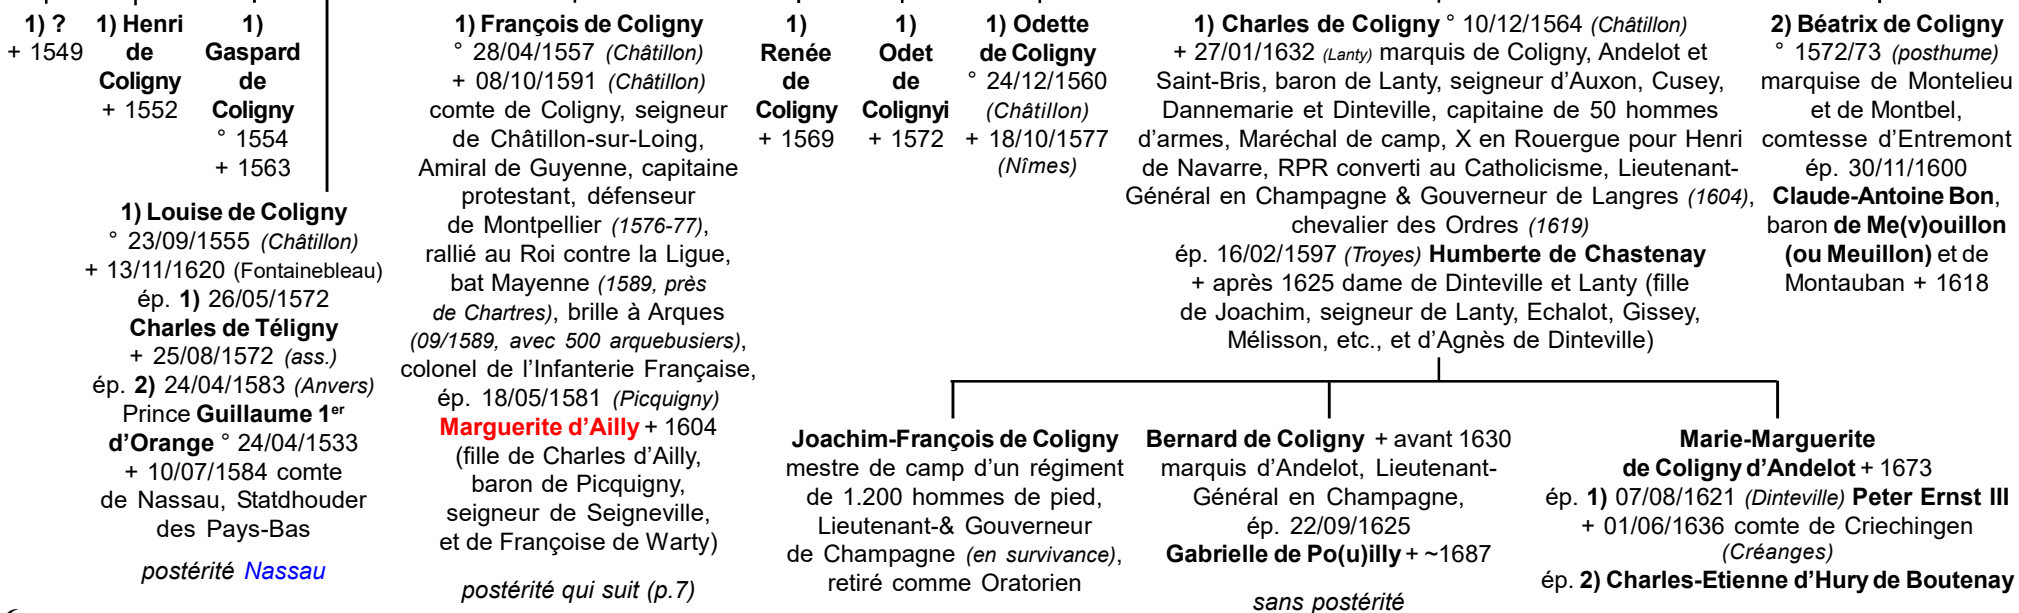 1) ?
+ 1549
1) Henri
de
Coligny
+ 1552
1)
Gaspard
de
Coligny
° 1554
+ 1563
1) Louise de Coligny
° 23/09/1555 (Châtillon)
+ 13/11/1620 (Fontainebleau)
ép. 1) 26/05/1572
Charles de Téligny
+ 25/08/1572 (ass.)
ép. 2) 24/04/1583 (Anvers)
Prince Guillaume 1er
d’Orange ° 24/04/1533
+ 10/07/1584 comte
de Nassau, Statdhouder
des Pays-Bas
postérité Nassau
1) François de Coligny
° 28/04/1557 (Châtillon)
+ 08/10/1591 (Châtillon)
comte de Coligny, seigneur
de Châtillon-sur-Loing,
Amiral de Guyenne, capitaine
protestant, défenseur
de Montpellier (1576-77),
rallié au Roi contre la Ligue,
bat Mayenne (1589, près
de Chartres), brille à Arques
(09/1589, avec 500 arquebusiers),
colonel de l’Infanterie Française,
ép. 18/05/1581 (Picquigny)
Marguerite d’Ailly + 1604
(fille de Charles d’Ailly,
baron de Picquigny,
seigneur de Seigneville,
et de Françoise de Warty)
postérité qui suit (p.7)
1)
Renée
de
Coligny
+ 1569
1)
Odet
de
Colignyi
+ 1572
1) Odette
de Coligny
° 24/12/1560
(Châtillon)
+ 18/10/1577
(Nîmes)
1) Charles de Coligny ° 10/12/1564 (Châtillon)
+ 27/01/1632 (Lanty) marquis de Coligny, Andelot et
Saint-Bris, baron de Lanty, seigneur d’Auxon, Cusey,
Dannemarie et Dinteville, capitaine de 50 hommes
d’armes, Maréchal de camp, X en Rouergue pour Henri
de Navarre, RPR converti au Catholicisme, Lieutenant-
Général en Champagne & Gouverneur de Langres (1604),
chevalier des Ordres (1619)
ép. 16/02/1597 (Troyes) Humberte de Chastenay
+ après 1625 dame de Dinteville et Lanty (fille
de Joachim, seigneur de Lanty, Echalot, Gissey,
Mélisson, etc., et d’Agnès de Dinteville)
2) Béatrix de Coligny
° 1572/73 (posthume)
marquise de Montelieu
et de Montbel,
comtesse d’Entremont
ép. 30/11/1600
Claude-Antoine Bon,
baron de Me(v)ouillon
(ou Meuillon) et de
Montauban + 1618
Joachim-François de Coligny
mestre de camp d’un régiment
de 1.200 hommes de pied,
Lieutenant-& Gouverneur
de Champagne (en survivance),
retiré comme Oratorien
Bernard de Coligny + avant 1630
marquis d’Andelot, Lieutenant-
Général en Champagne,
ép. 22/09/1625
Gabrielle de Po(u)illy + ~1687
sans postérité
Marie-Marguerite
de Coligny d’Andelot + 1673
ép. 1) 07/08/1621 (Dinteville) Peter Ernst III
+ 01/06/1636 comte de Criechingen
(Créanges)
ép. 2) Charles-Etienne d’Hury de Boutenay